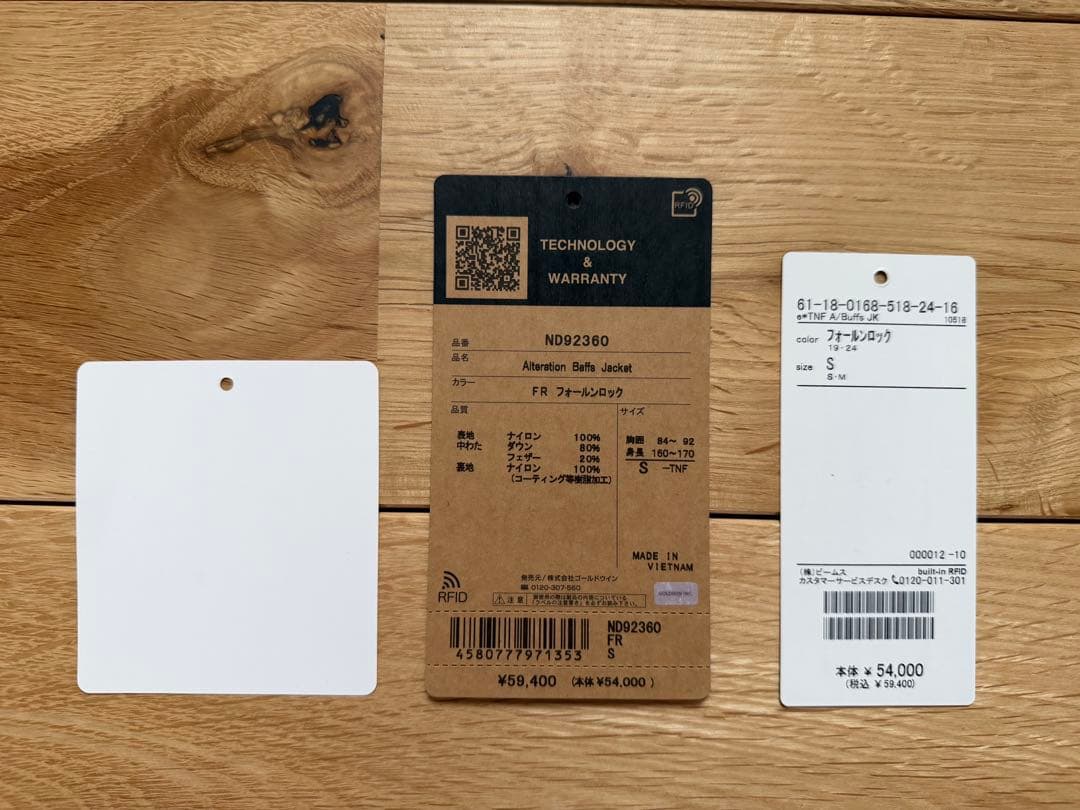 RFID
TECHNOLOGY
&
WARRANTY
品番 ND92360
品名 Alteration Baffs Jacket
カラー FR フォールンロック
品質
表地 ナイロン 100%
中わた ダウン 80%
フェザー 20%
裏地 ナイロン 100%
(コーティング等樹脂加工)
サイズ
胸囲 84～ 92
身長 160～170
S －TNF
MADE IN
VIETNAM
発売元/株式会社ゴールドウイン
0120-307-560
RFID
注意
GOLDWIN INC.
4580777971353
ND92360
FR
S
¥59,400 (本体 ¥54,000 )
61-18-0168-518-24-16
e*TNF A/Buffs JK 10518
color フォールンロック
19-24
size S
S-M
000012 -10
(株)ビームス built-in RFID
カスタマーサービスデスク 0120-011-301
本体 ¥ 54,000
(税込 ¥ 59,400)